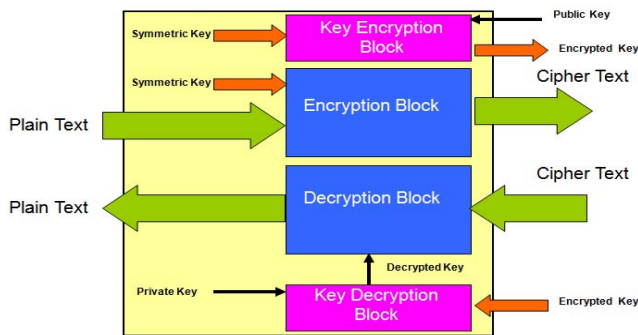 Public Key
Symmetric Key
Key Encryption
Block
Encrypted Key
Symmetric Key
Cipher Text
Encryption Block
Plain Text
Cipher Text
Decryption Block
Plain Text
Decrypted Key
Private Key
Key Decryption
Block
Encrypted Key